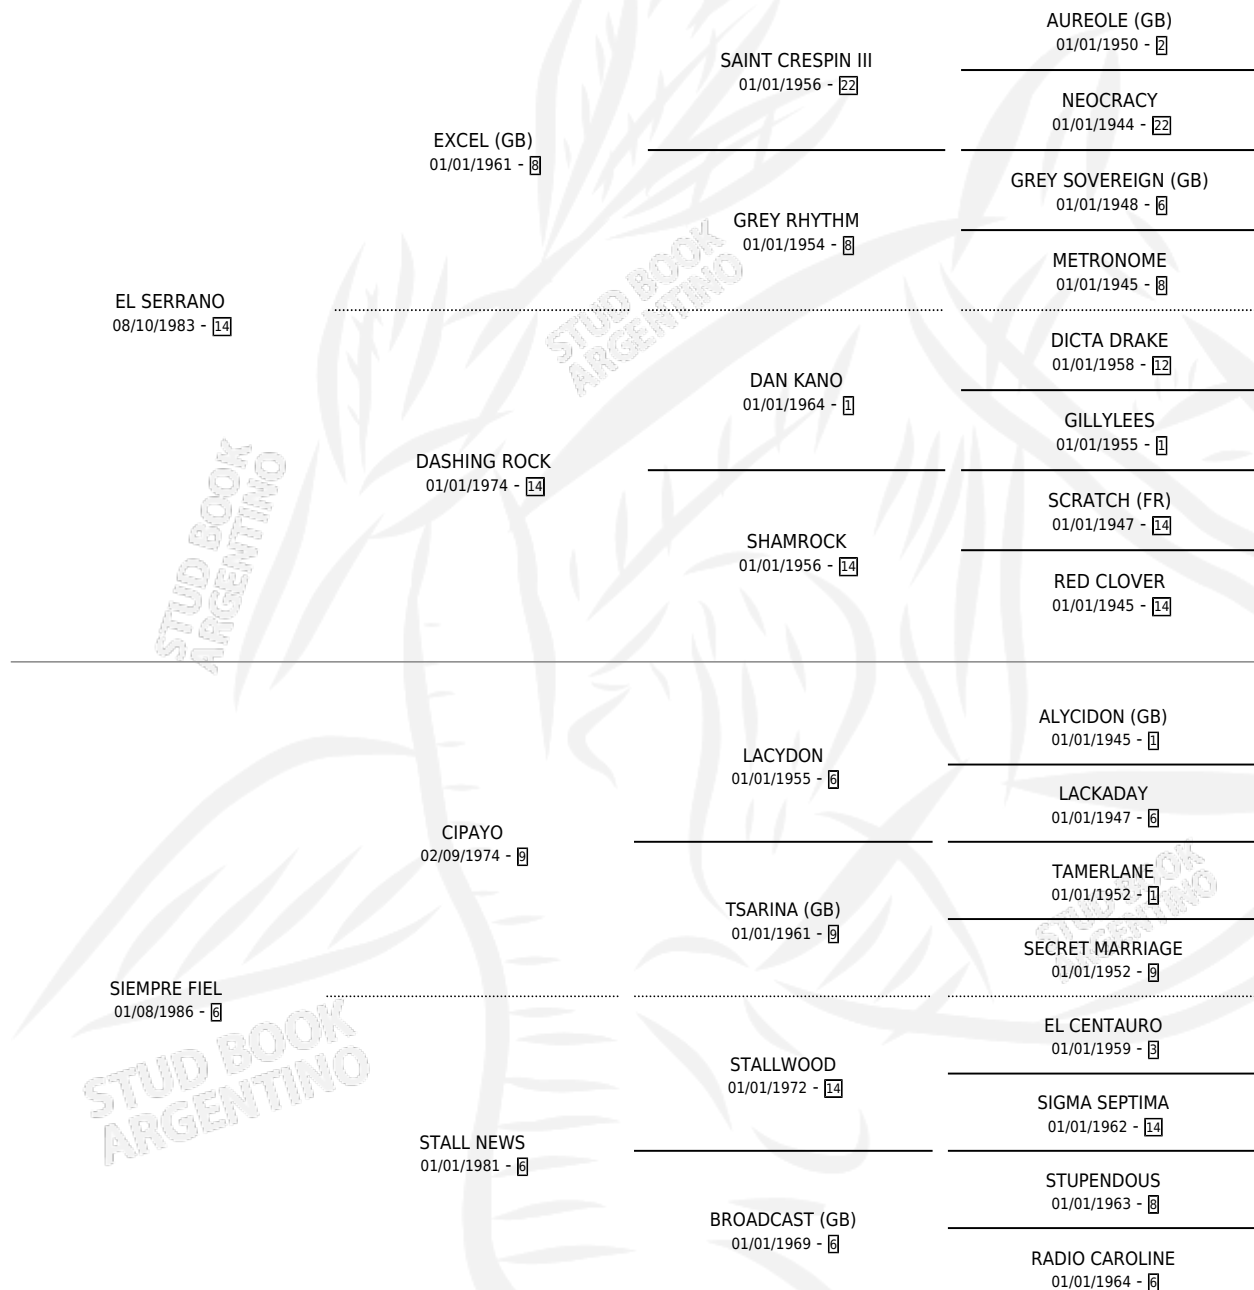 AUREOLE (GB)
01/01/1950 - 2
SAINT CRESPIN III
01/01/1956 - 22
NEOCRACY
01/01/1944 - 22
EXCEL (GB)
01/01/1961 - 8
GREY SOVEREIGN (GB)
01/01/1948 - 6
GREY RHYTHM
01/01/1954 - 8
METRONOME
01/01/1945 - 8
EL SERRANO
08/10/1983 - 14
DICTA DRAKE
01/01/1958 - 12
DAN KANO
01/01/1964 - 1
GILLYLEES
01/01/1955 - 1
DASHING ROCK
01/01/1974 - 14
SCRATCH (FR)
01/01/1947 - 14
SHAMROCK
01/01/1956 - 14
RED CLOVER
01/01/1945 - 14
ALYCIDON (GB)
01/01/1945 - 1
LACYDON
01/01/1955 - 6
LACKADAY
01/01/1947 - 6
CIPAYO
02/09/1974 - 9
TAMERLANE
01/01/1952 - 1
TSARINA (GB)
01/01/1961 - 9
SECRET MARRIAGE
01/01/1952 - 9
SIEMPRE FIEL
01/08/1986 - 6
EL CENTAURO
01/01/1959 - 3
STALLWOOD
01/01/1972 - 14
SIGMA SEPTIMA
01/01/1962 - 14
STALL NEWS
01/01/1981 - 6
STUPENDOUS
01/01/1963 - 8
BROADCAST (GB)
01/01/1969 - 6
RADIO CAROLINE
01/01/1964 - 6
STUD BOOK
ARGENTINO
STUD BOOK
ARGENTINO
STUD BOOK
ARGENTINO
STUD BOOK
ARGENTINO